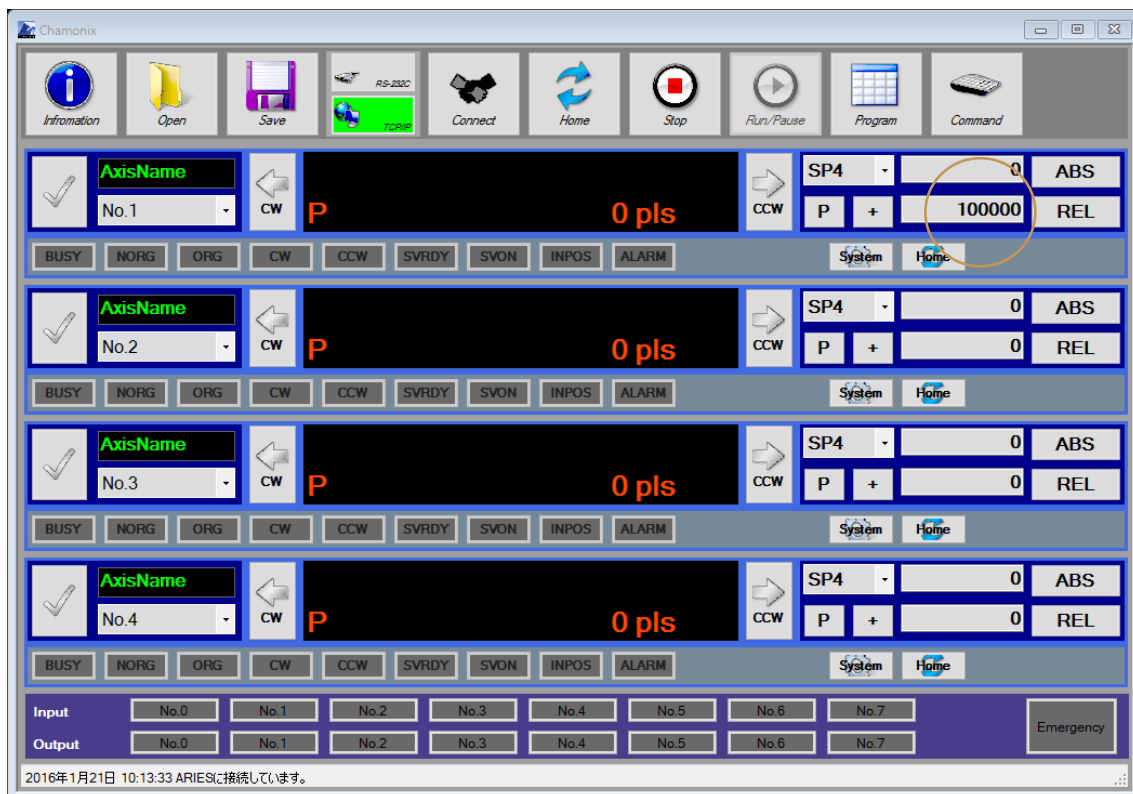 Chamonix
Infromation Open Save RS-232C TCP/IP Connect Home Stop Run/Pause Program Command
AxisName CW P 0 pls CCW SP4 0 ABS
No.1 P + 100000 REL
BUSY NORG ORG CW CCW SVRDY SVON INPOS ALARM System Home
AxisName CW P 0 pls CCW SP4 0 ABS
No.2 P + 0 REL
BUSY NORG ORG CW CCW SVRDY SVON INPOS ALARM System Home
AxisName CW P 0 pls CCW SP4 0 ABS
No.3 P + 0 REL
BUSY NORG ORG CW CCW SVRDY SVON INPOS ALARM System Home
AxisName CW P 0 pls CCW SP4 0 ABS
No.4 P + 0 REL
BUSY NORG ORG CW CCW SVRDY SVON INPOS ALARM System Home
Input No.0 No.1 No.2 No.3 No.4 No.5 No.6 No.7
Output No.0 No.1 No.2 No.3 No.4 No.5 No.6 No.7
Emergency
2016年1月21日 10:13:33 ARIESに接続しています。